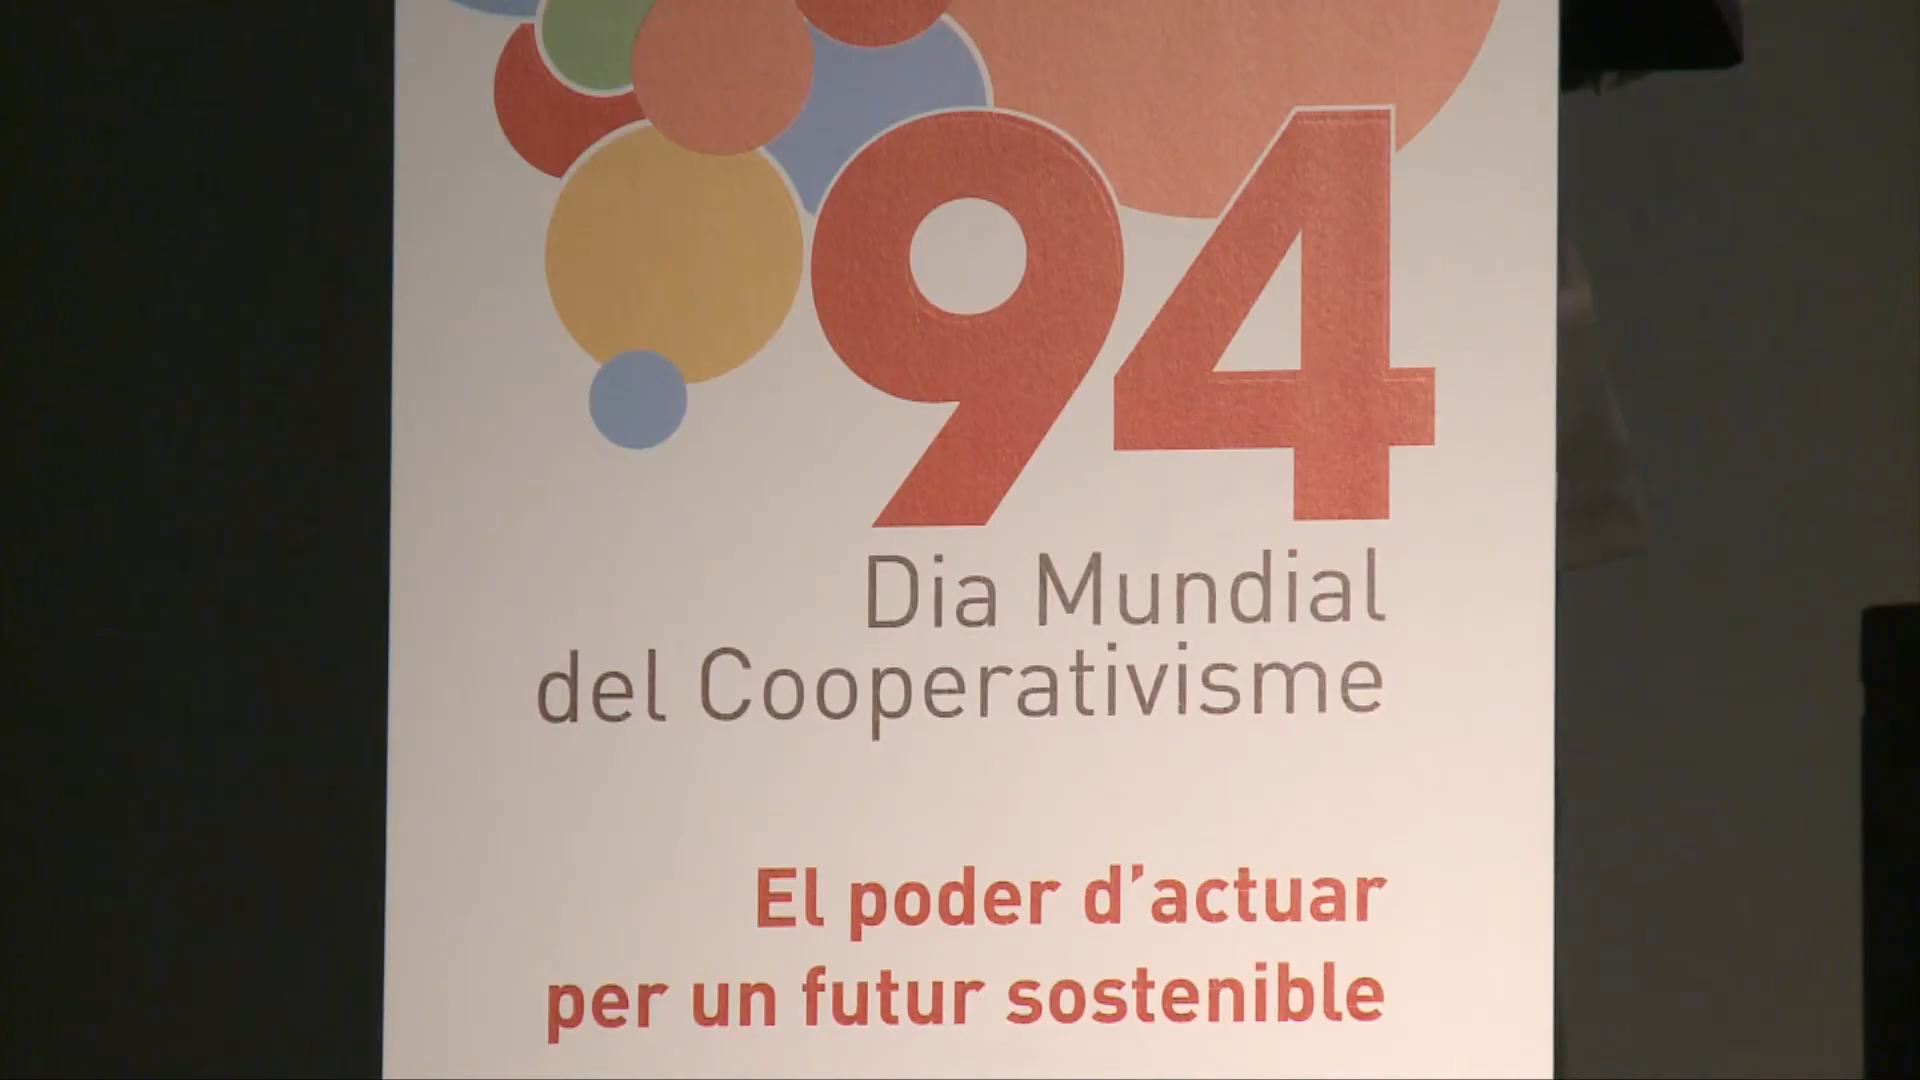 94
Dia Mundial
del Cooperativisme
El poder d'actuar
per un futur sostenible